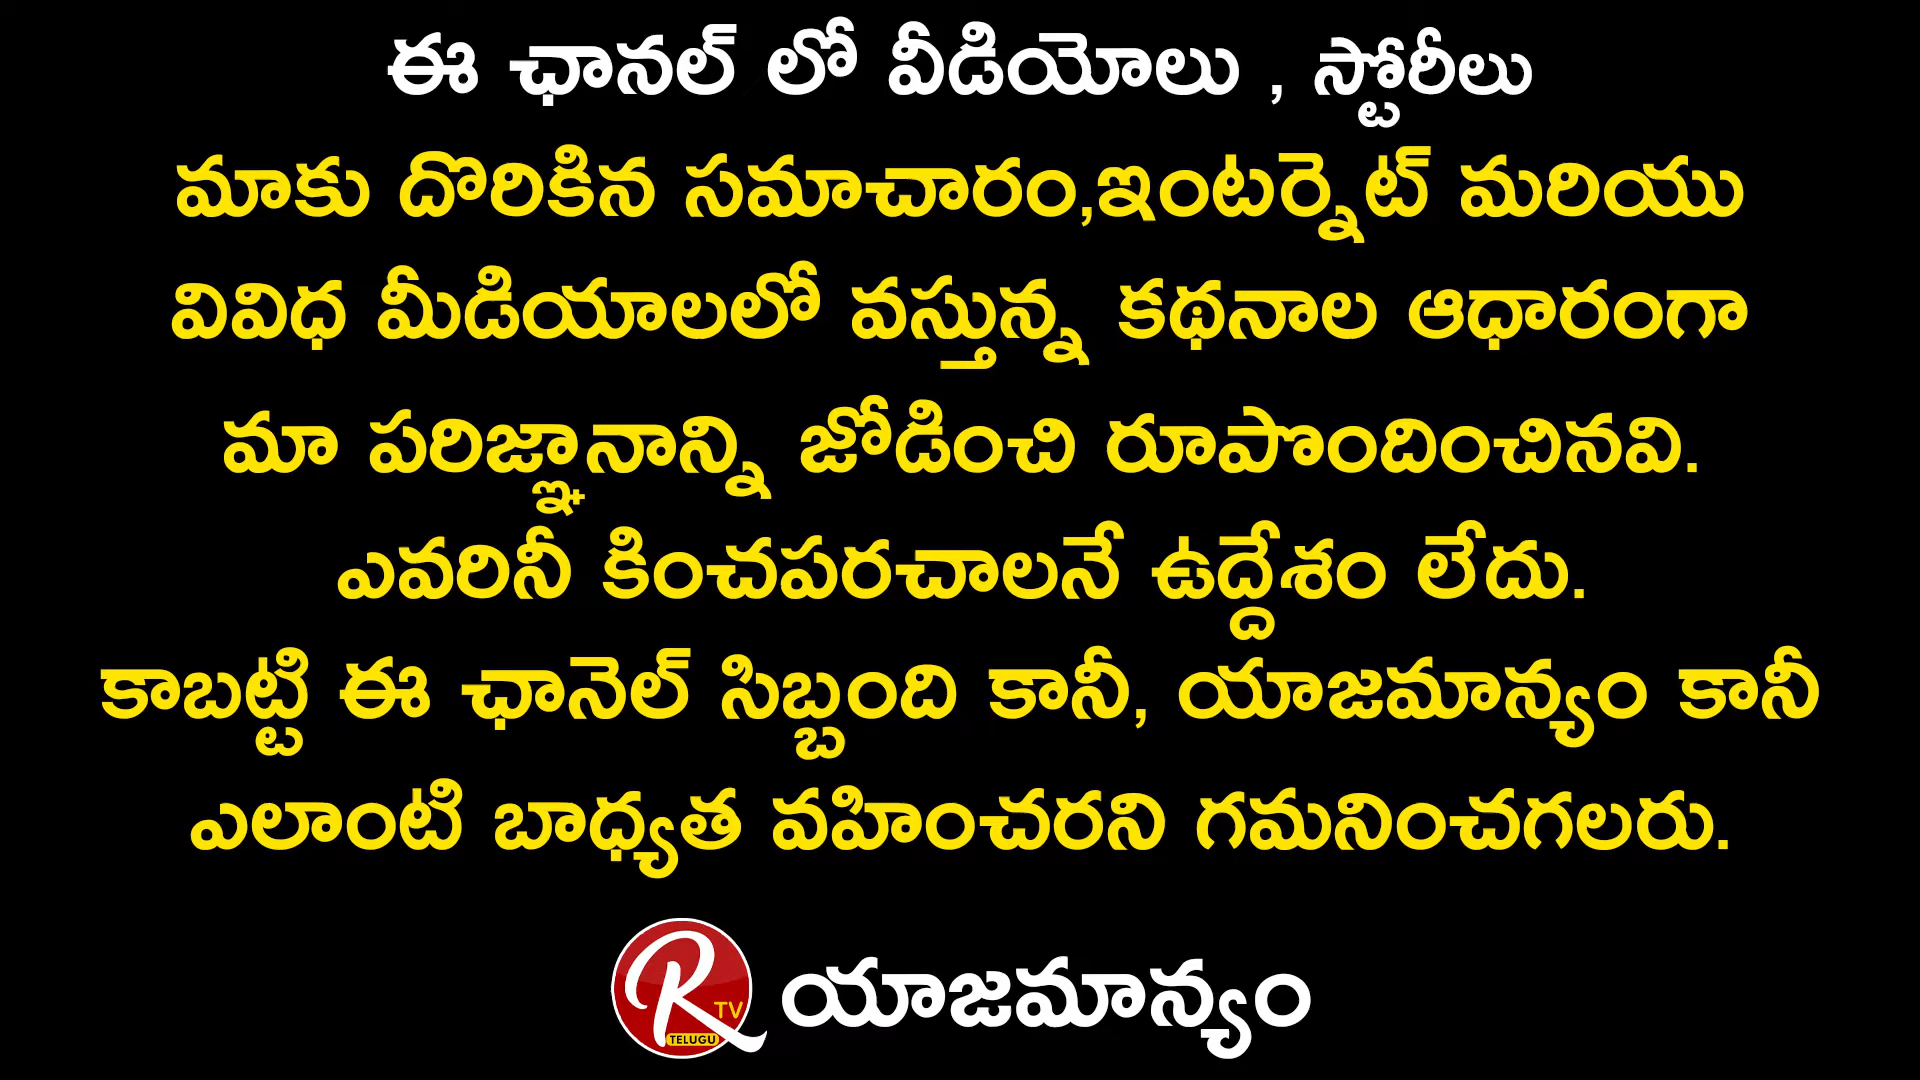 ఈ ఛానల్ లో వీడియోలు , స్టోరీలు
మాకు దొరికిన సమాచారం,ఇంటర్నెట్ మరియు
వివిధ మీడియాలలో వస్తున్న కథనాల ఆధారంగా
మా పరిజ్ఞానాన్ని జోడించి రూపొందించినవి.
ఎవరినీ కించపరచాలనే ఉద్దేశం లేదు.
కాబట్టి ఈ ఛానెల్ సిబ్బంది కానీ, యాజమాన్యం కానీ
ఎలాంటి బాధ్యత వహించరని గమనించగలరు.
R TV TELUGU యాజమాన్యం